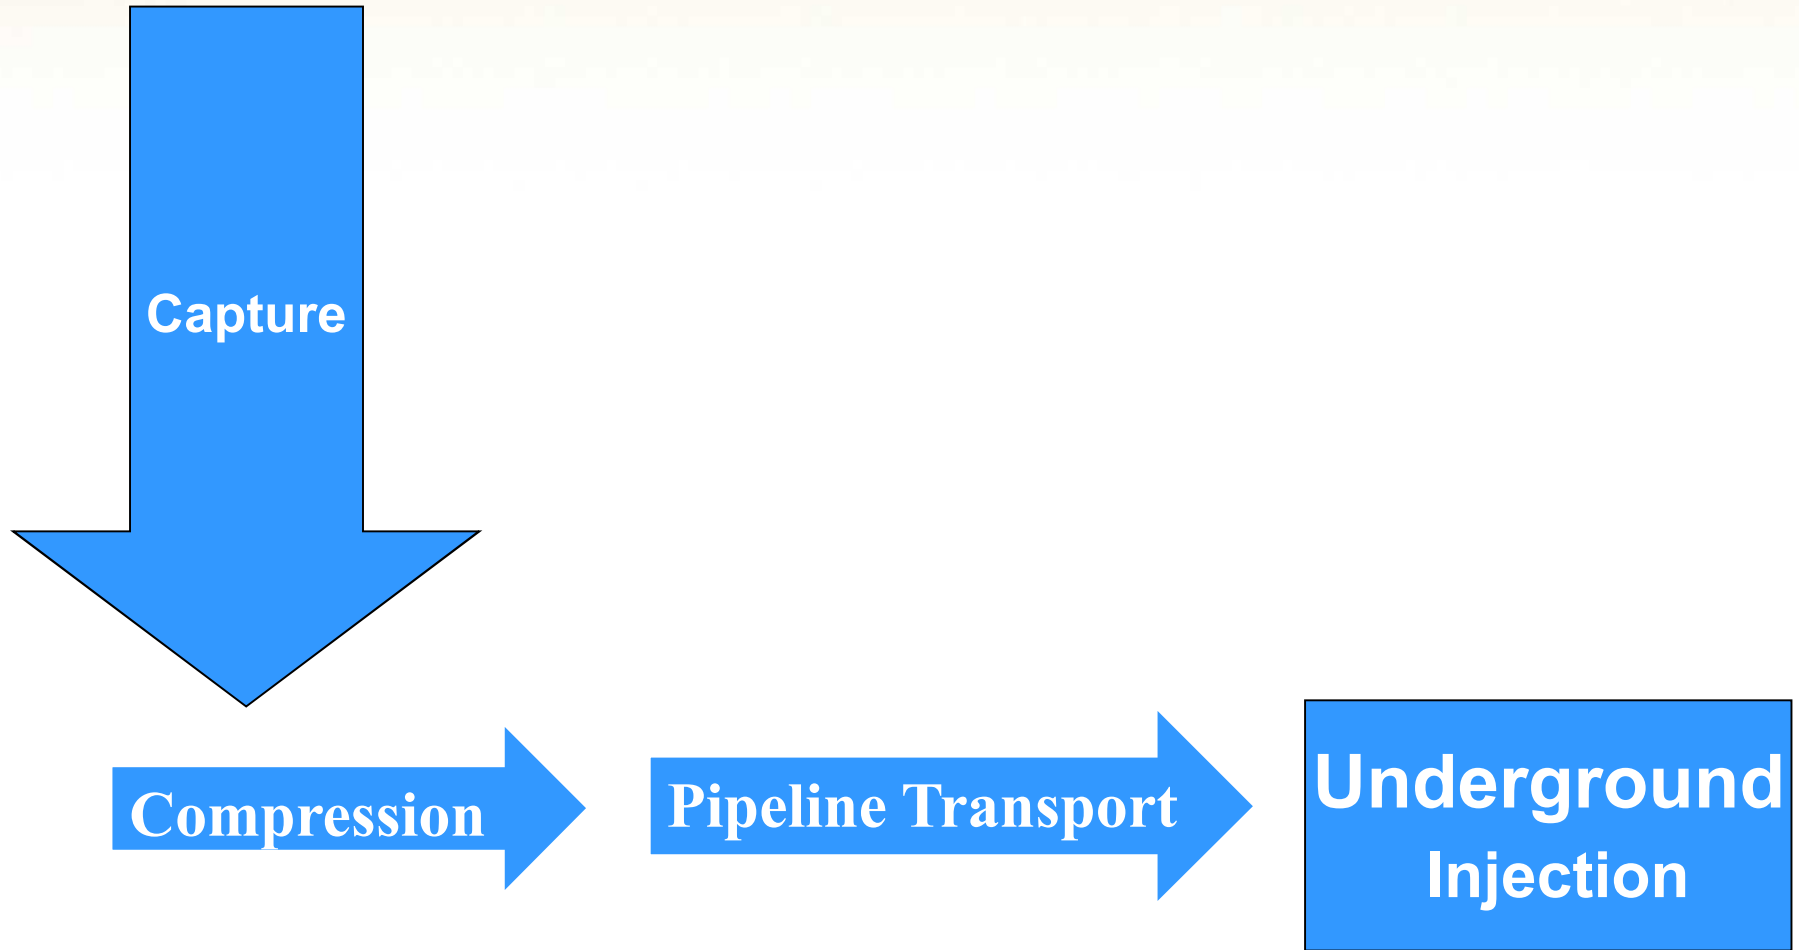 Capture
Compression
Pipeline Transport
Underground
Injection